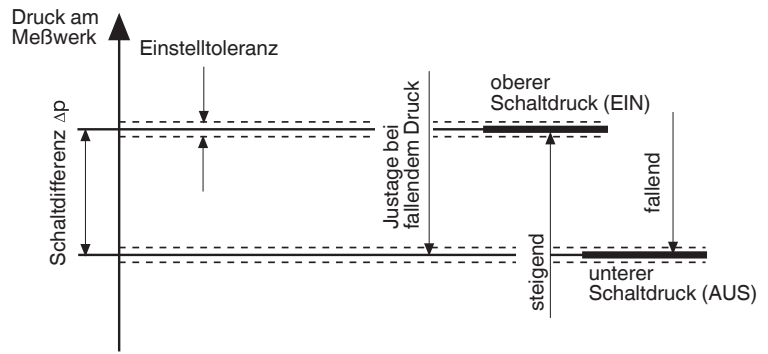 Druck am
Meßwerk
Einstelltoleranz
Schaltdifferenz Δp
Justage bei
fallendem Druck
oberer
Schaltdruck (EIN)
steigend
fallend
unterer
Schaltdruck (AUS)